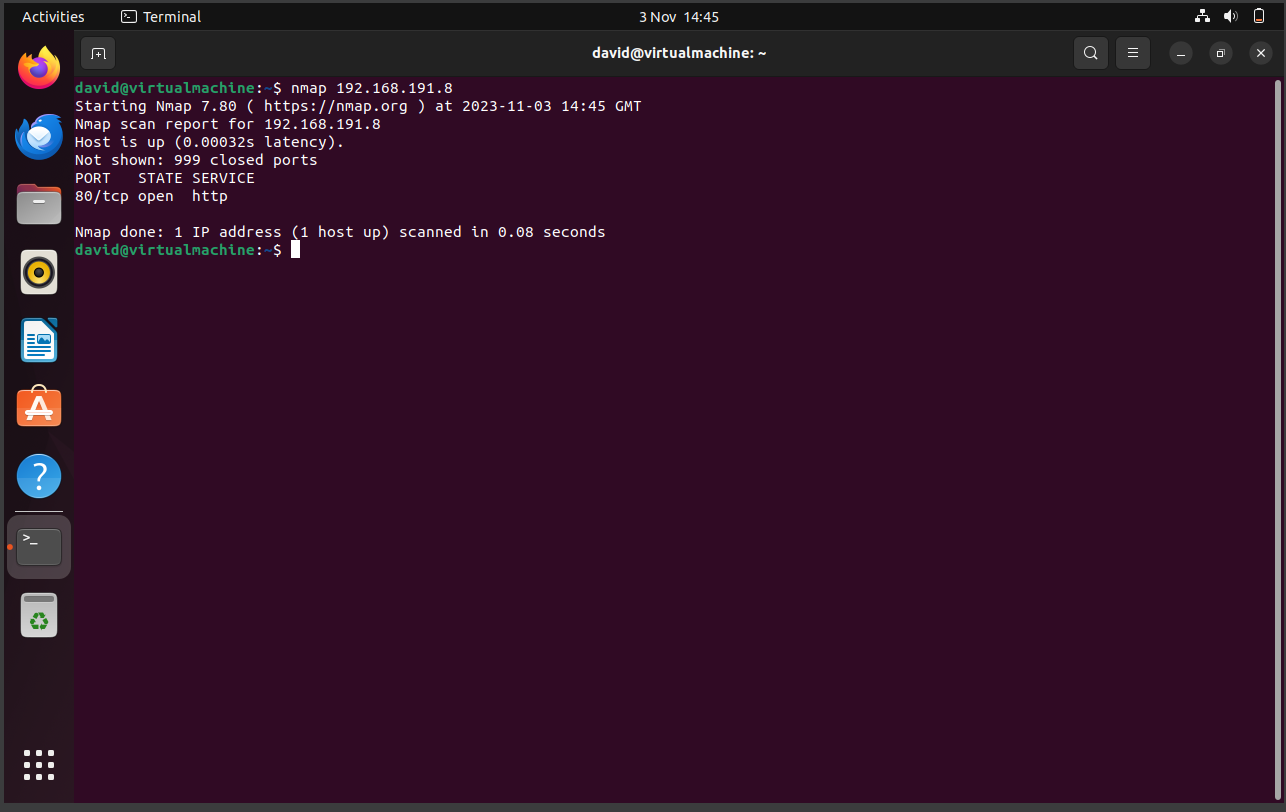 Activities Terminal 3 Nov 14:45
david@virtualmachine: ~
david@virtualmachine:~$ nmap 192.168.191.8
Starting Nmap 7.80 ( https://nmap.org ) at 2023-11-03 14:45 GMT
Nmap scan report for 192.168.191.8
Host is up (0.00032s latency).
Not shown: 999 closed ports
PORT   STATE SERVICE
80/tcp open  http
Nmap done: 1 IP address (1 host up) scanned in 0.08 seconds
david@virtualmachine:~$